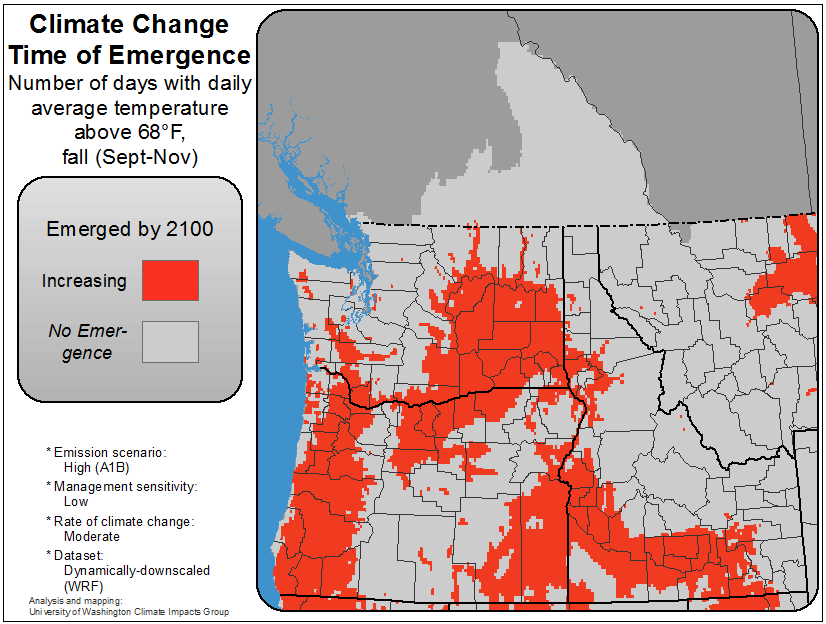 Climate Change
Time of Emergence
Number of days with daily
average temperature
above 68°F,
fall (Sept-Nov)
Emerged by 2100
Increasing
No Emer-
gence
* Emission scenario:
High (A1B)
* Management sensitivity:
Low
* Rate of climate change:
Moderate
* Dataset:
Dynamically-downscaled
(WRF)
Analysis and mapping:
University of Washington Climate Impacts Group